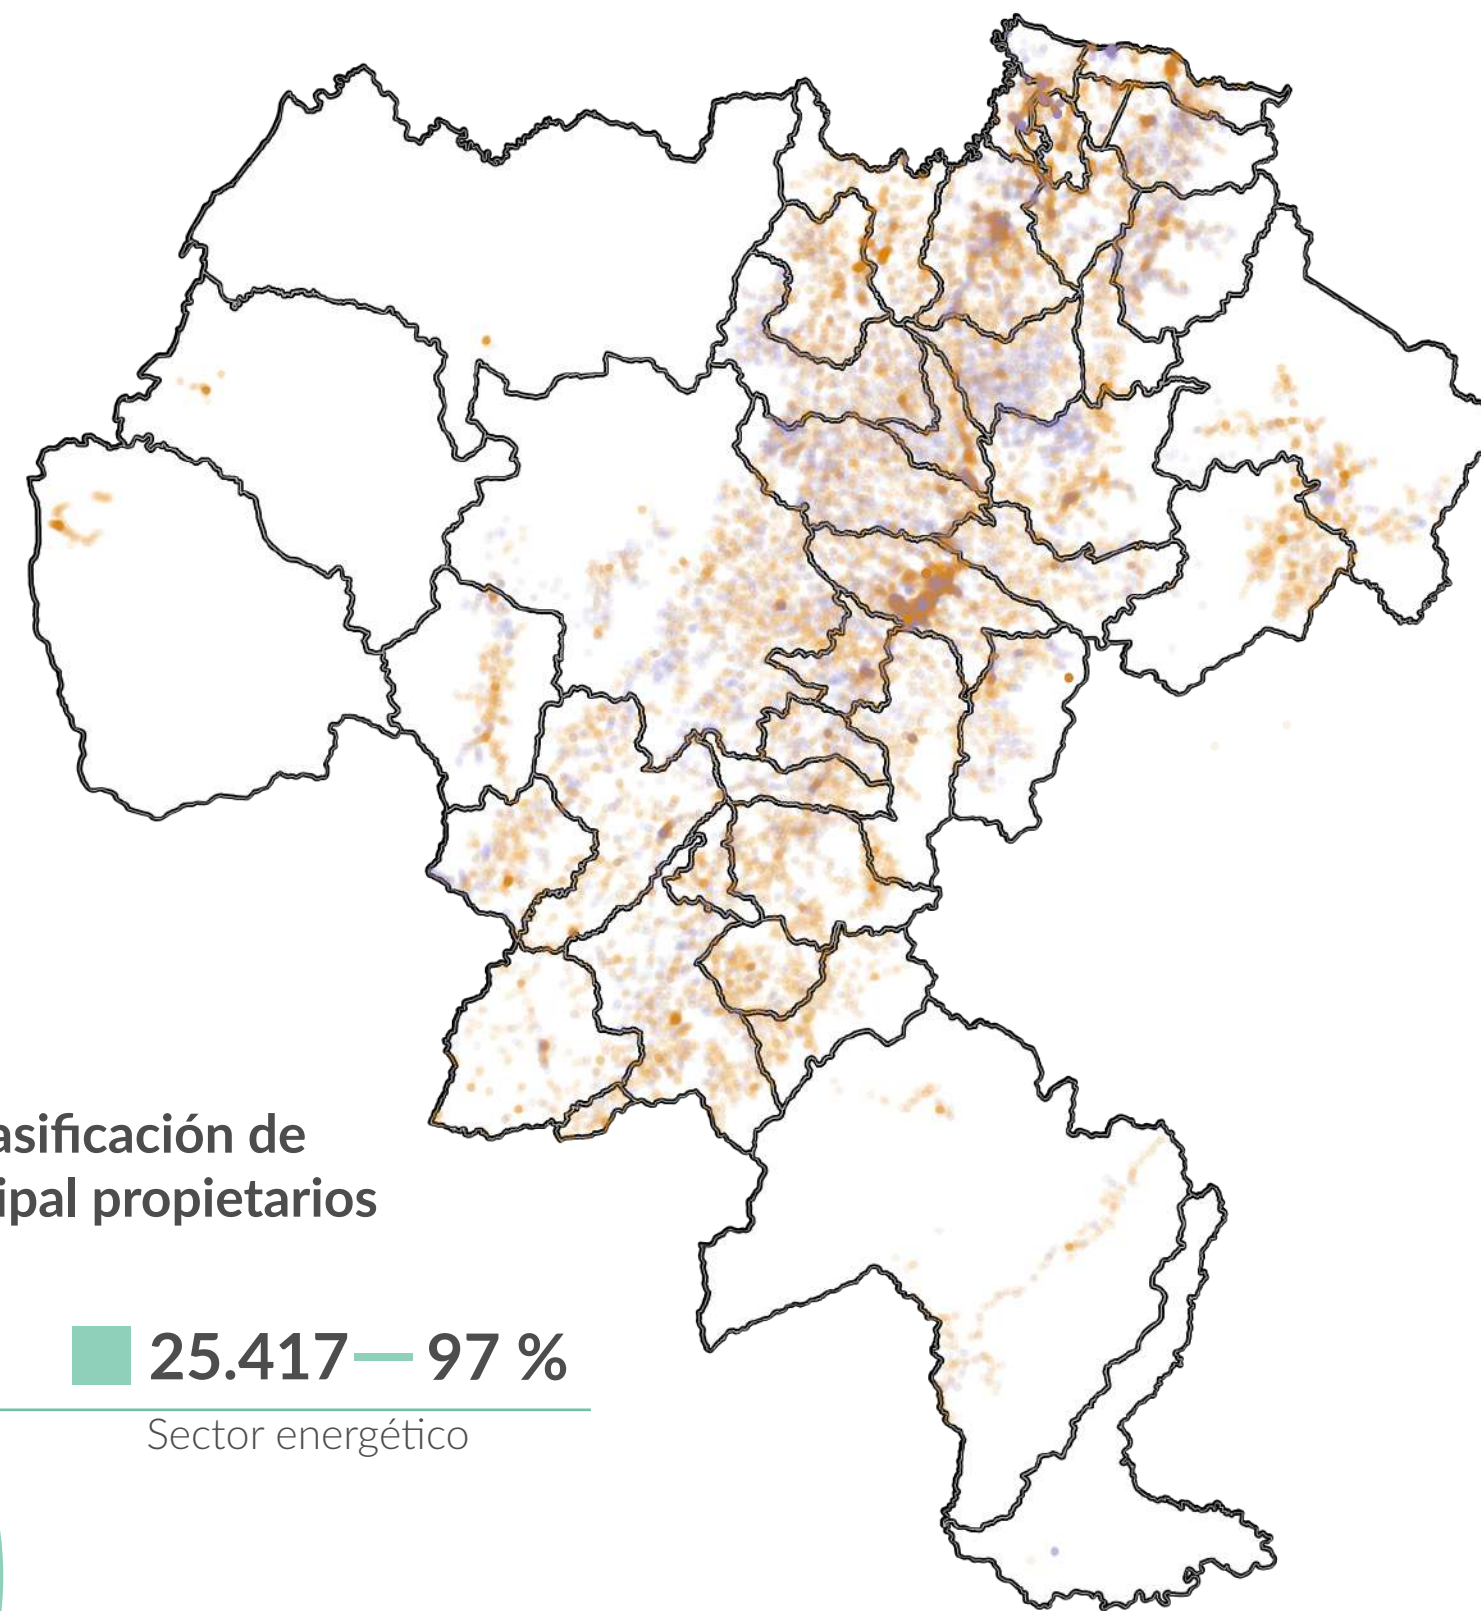 asificación de
ipal propietarios
25.417 — 97 %
Sector energético